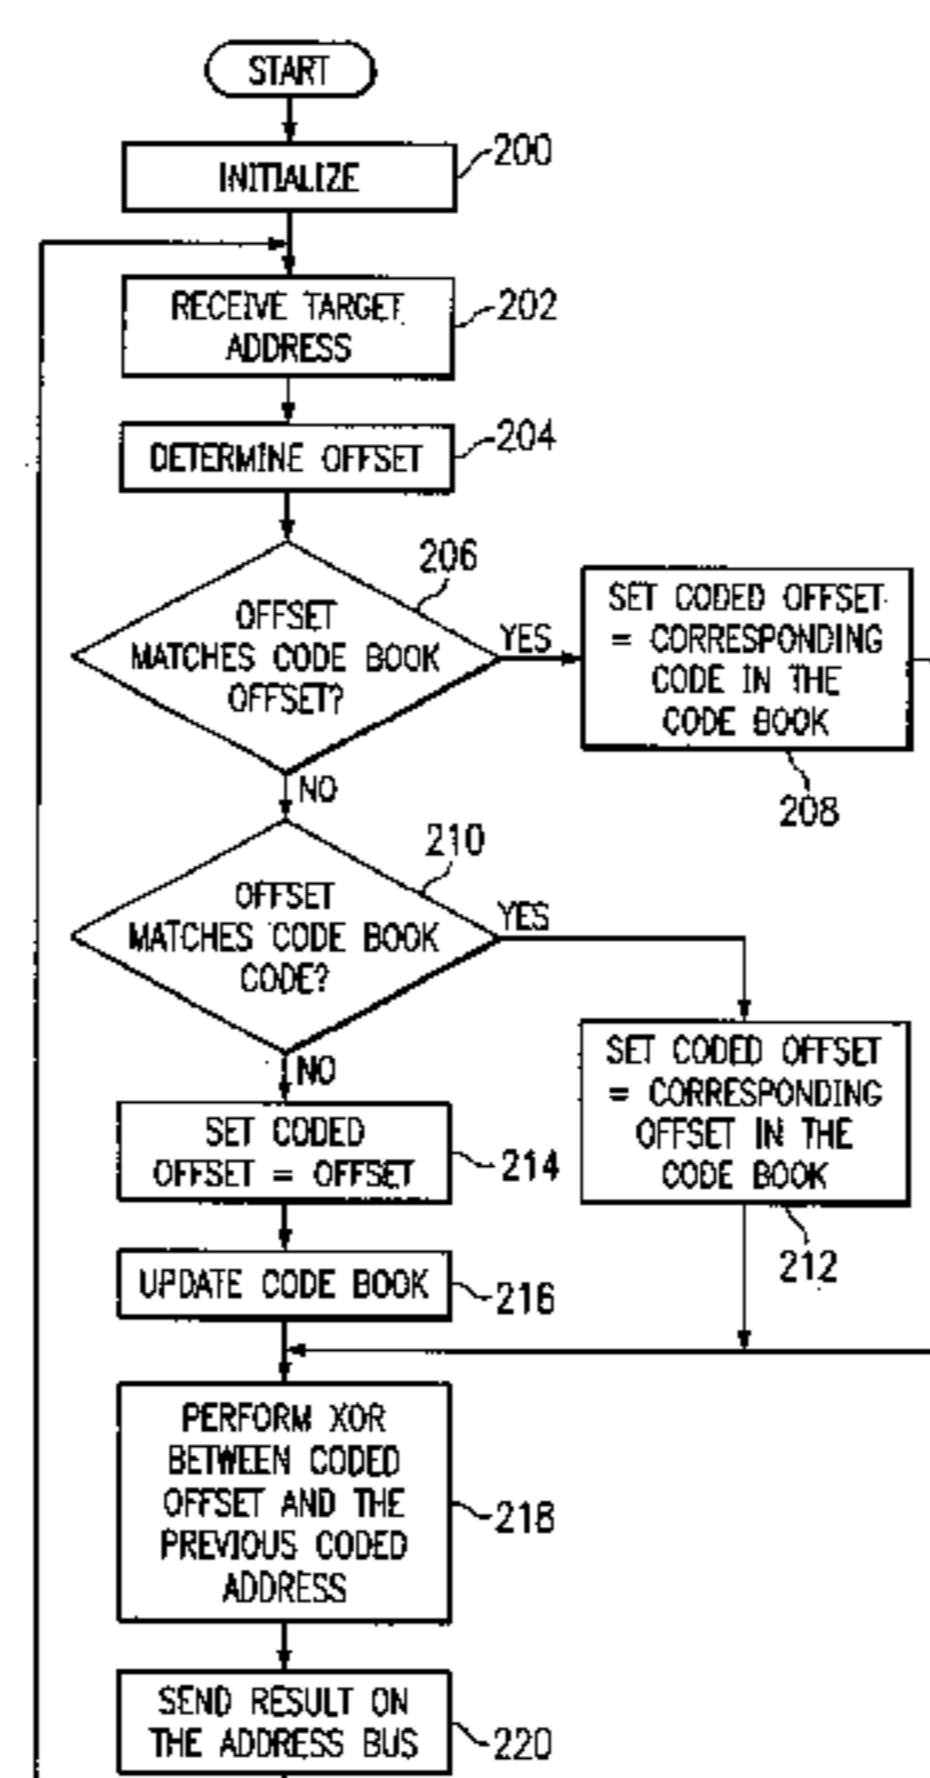 START
INITIALIZE
200
RECEIVE TARGET
ADDRESS
202
DETERMINE OFFSET
204
OFFSET
MATCHES CODE BOOK
OFFSET?
206
YES
SET CODED OFFSET
= CORRESPONDING
CODE IN THE
CODE BOOK
208
NO
OFFSET
MATCHES CODE BOOK
CODE?
210
YES
SET CODED OFFSET
= CORRESPONDING
OFFSET IN THE
CODE BOOK
212
NO
SET CODED
OFFSET = OFFSET
214
UPDATE CODE BOOK
216
PERFORM XOR
BETWEEN CODED
OFFSET AND THE
PREVIOUS CODED
ADDRESS
218
SEND RESULT ON
THE ADDRESS BUS
220